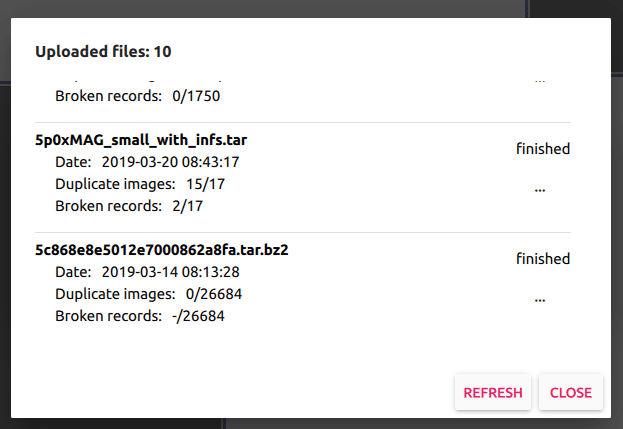 Uploaded files: 10
...
Broken records: 0/1750
5p0xMAG_small_with_infs.tar
finished
Date: 2019-03-20 08:43:17
Duplicate images: 15/17
...
Broken records: 2/17
5c868e8e5012e7000862a8fa.tar.bz2
finished
Date: 2019-03-14 08:13:28
Duplicate images: 0/26684
...
Broken records: -/26684
REFRESH CLOSE